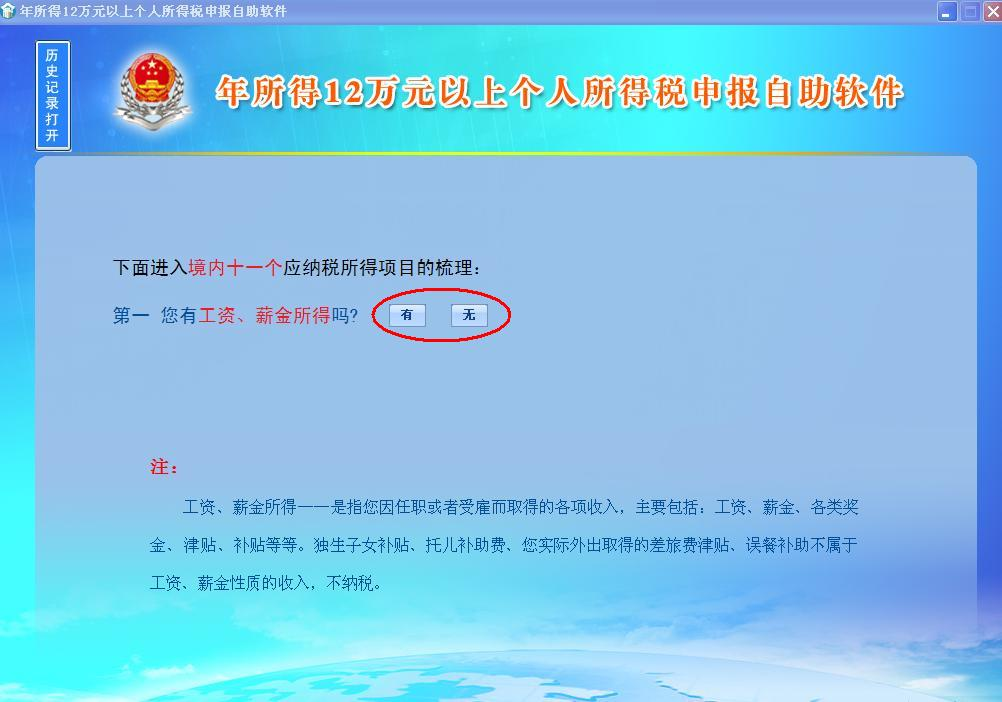 年所得12万元以上个人所得税申报自助软件
历史记录打开
年所得12万元以上个人所得税申报自助软件
下面进入境内十一个应纳税所得项目的梳理：
第一 您有工资、薪金所得吗? 有 无
注：
工资、薪金所得——是指您因任职或者受雇而取得的各项收入，主要包括：工资、薪金、各类奖
金、津贴、补贴等等。独生子女补贴、托儿补助费、您实际外出取得的差旅费津贴、误餐补助不属于
工资、薪金性质的收入，不纳税。